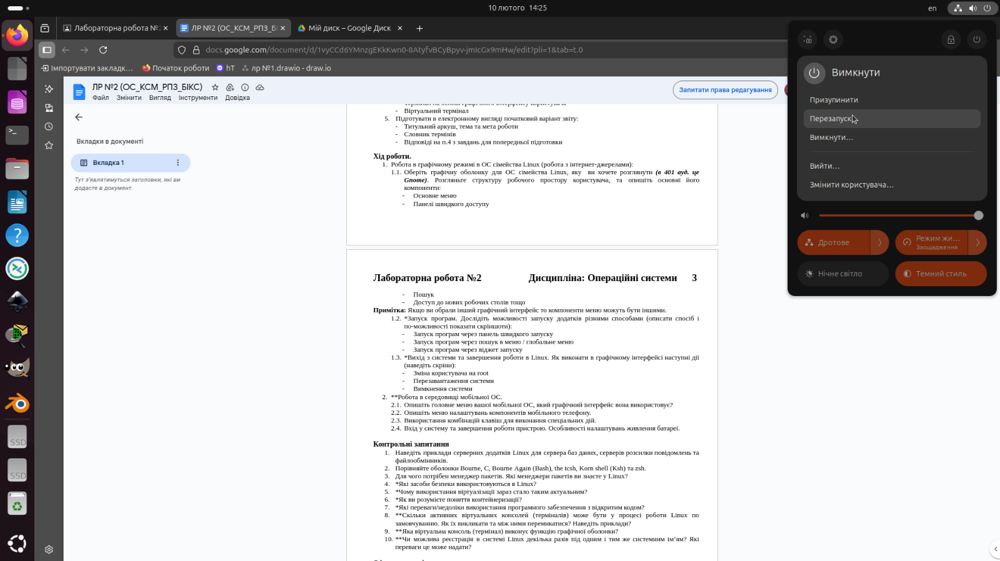 10 лютого 14:25
en
Лабораторна робота №2
ЛР №2 (ОС_КСМ_РПЗ_БІ
Мій диск – Google Диск
docs.google.com/document/d/1vyCCd6YMnzgEKkKwn0-8AtyfvBCyBpyv-jmIcGx9mHw/edit?pli=1&tab=t.0
Імпортувати закладк…
Початок роботи
hT
лр №1.drawio - draw.io
ЛР №2 (ОС_КСМ_РПЗ_БІКС)
Файл Змінити Вигляд Інструменти Довідка
Запитати права редагування
Вкладки в документі
Вкладка 1
Тут з'являтимуться заголовки, які ви
додасте в документ.
- Віртуальний термінал
5. Підготувати в електронному вигляді початковий варіант звіту:
- Титульний аркуш, тема та мета роботи
- Словник термінів
- Відповіді на п.4 з завдань для попередньої підготовки
Хід роботи.
1. Робота в графічному режимі в ОС сімейства Linux (робота з інтернет-джерелами):
1.1. Оберіть графічну оболонку для ОС сімейства Linux, яку ви хочете розглянути (в 401 ауд. це
Gnome). Розгляньте структуру робочого простору користувача, та опишіть основні його
компоненти:
- Основне меню
- Панелі швидкого доступу
Лабораторна робота №2 Дисципліна: Операційні системи 3
- Пошук
- Доступ до нових робочих столів тощо
Примітка: Якщо ви обрали інший графічний інтерфейс то компоненти меню можуть бути іншими.
1.2. *Запуск програм. Дослідіть можливості запуску додатків різними способами (описати спосіб і
по-можливості показати скріншоти):
- Запуск програм через панель швидкого запуску
- Запуск програм через пошук в меню / глобальне меню
- Запуск програм через віджет запуску
1.3. *Вихід з системи та завершення роботи в Linux. Як виконати в графічному інтерфейсі наступні дії
(наведіть скріни):
- Зміна користувача на root
- Перезавантаження системи
- Вимкнення системи
2. **Робота в середовищі мобільної ОС.
2.1. Опишіть головне меню вашої мобільної ОС, який графічний інтерфейс вона використовує?
2.2. Опишіть меню налаштувань компонентів мобільного телефону.
2.3. Використання комбінацій клавіш для виконання спеціальних дій.
2.4. Вхід у систему та завершення роботи пристрою. Особливості налаштувань живлення батареї.
Контрольні запитання
1. Наведіть приклади серверних додатків Linux для сервера баз даних, серверів розсилки повідомлень та
файлообмінників.
2. Порівняйте оболонки Bourne, C, Bourne Again (Bash), the tcsh, Korn shell (Ksh) та zsh.
3. Для чого потрібен менеджер пакетів. Які менеджери пакетів ви знаєте у Linux?
4. *Які засоби безпеки використовуються в Linux?
5. *Чому використання віртуалізації зараз стало таким актуальним?
6. *Як ви розумієте поняття контейнеризації?
7. *Які переваги/недоліки використання програмного забезпечення з відкритим кодом?
8. **Скільки активних віртуальних консолей (терміналів) може бути у процесі роботи Linux по
замовчуванню. Як їх викликати та між ними перемикатися? Наведіть приклади?
9. **Яка віртуальна консоль (термінал) виконує функцію графічної оболонки?
10. **Чи можлива реєстрація в системі Linux декілька разів під одним і тим же системним ім'ям? Які
переваги це може надати?
Вимкнути
Призупинити
Перезапуск
Вимкнути…
Вийти…
Змінити користувача…
Дротове
Режим жи…
Заощадження
Нічне світло
Темний стиль
SSD
SSD